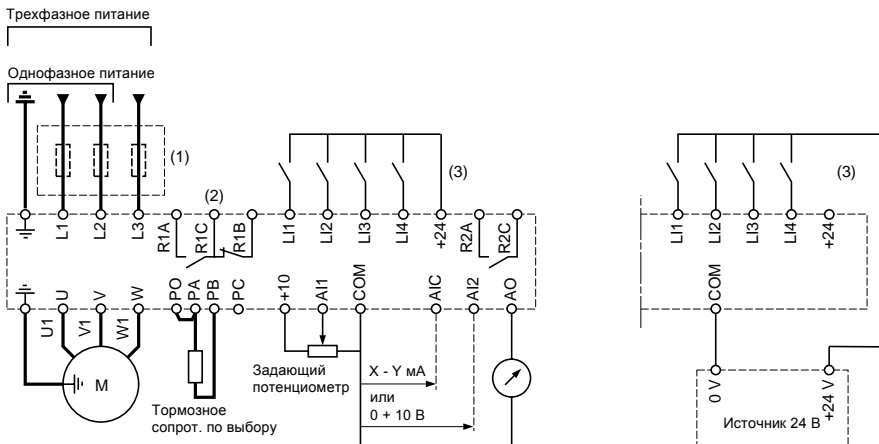 Трехфазное питание
Однофазное питание
(1)
(2)
(3)
(3)
L1
L2
L3
R1A
R1C
R1B
LI1
LI2
LI3
LI4
+24
R2A
R2C
LI1
LI2
LI3
LI4
+24
U
V
W
PO
PA
PB
PC
+10
AI1
COM
AIC
AI2
AO
COM
U1
V1
W1
M
Тормозное
сопрот. по выбору
Задающий
потенциометр
X - Y мА
или
0 + 10 В
0 V
+24 V
Источник 24 В